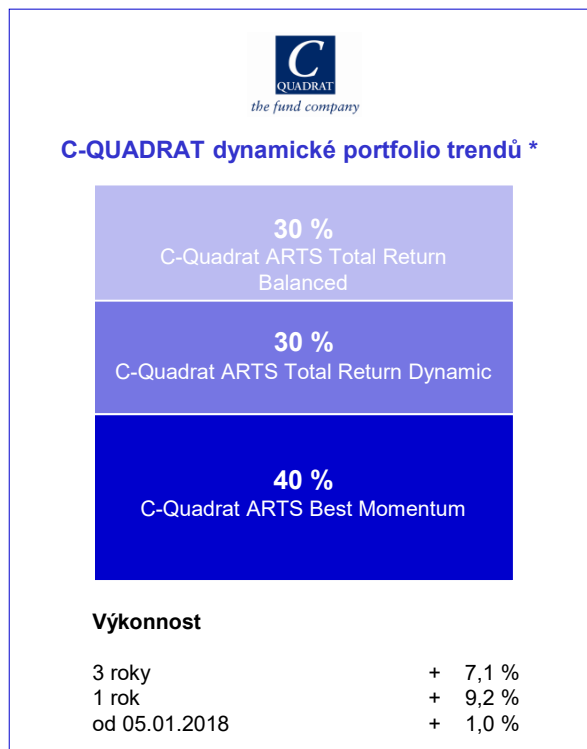 C
QUADRAT
the fund company
C-QUADRAT dynamické portfolio trendů *
30 %
C-Quadrat ARTS Total Return
Balanced
30 %
C-Quadrat ARTS Total Return Dynamic
40 %
C-Quadrat ARTS Best Momentum
Výkonnost
3 roky + 7,1 %
1 rok + 9,2 %
od 05.01.2018 + 1,0 %